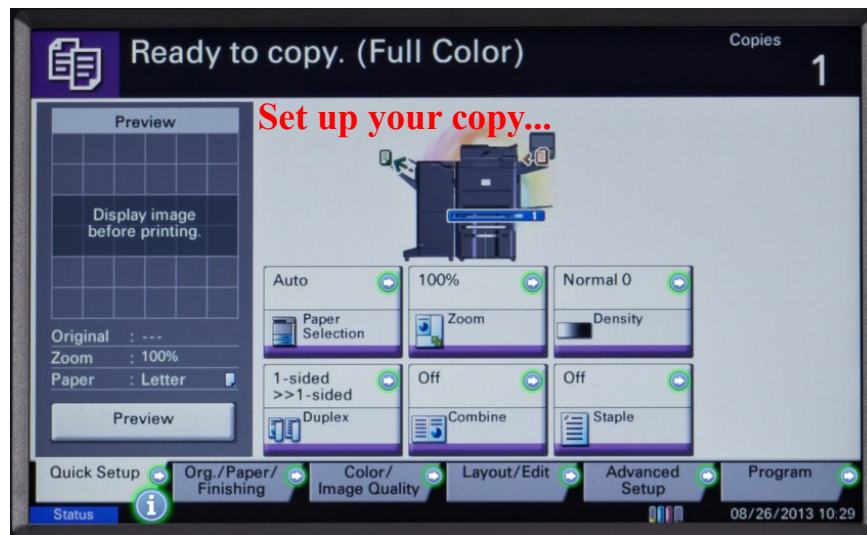 Ready to copy. (Full Color)
Copies
1
Set up your copy...
Preview
Display image
before printing.
Original : ---
Zoom : 100%
Paper : Letter
Preview
1
Auto
Paper
Selection
100%
Zoom
Normal 0
Density
1-sided
>>1-sided
Duplex
Off
Combine
Off
Staple
Quick Setup
Org./Paper/
Finishing
Color/
Image Quality
Layout/Edit
Advanced
Setup
Program
Status
i
08/26/2013 10:29